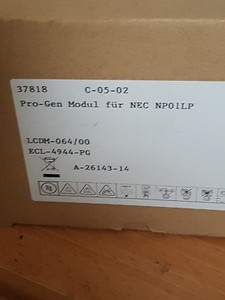 37818 C-05-02
Pro-Gen Modul für NEC NP01LP
LCDM-064/00
ECL-4944-PG
A-26143-14